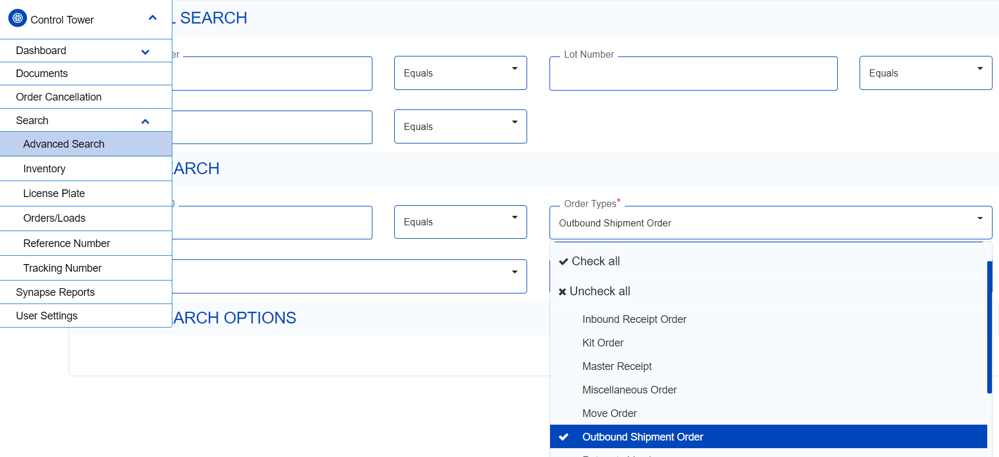 Control Tower
SEARCH
Dashboard
Documents
Order Cancellation
Search
Advanced Search
Inventory
License Plate
Orders/Loads
Reference Number
Tracking Number
Synapse Reports
User Settings
er
Equals
Lot Number
Equals
Equals
ARCH
Equals
Order Types*
Outbound Shipment Order
Check all
Uncheck all
Inbound Receipt Order
Kit Order
Master Receipt
Miscellaneous Order
Move Order
Outbound Shipment Order
ARCH OPTIONS